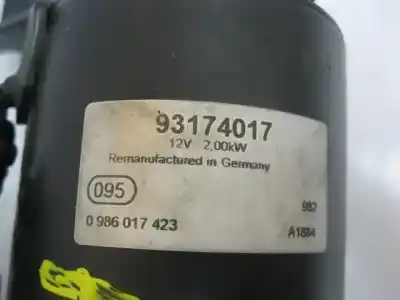 93174017
12V 2,00kW
Remanufactured in Germany
095
982
0 986 017 423
A1884